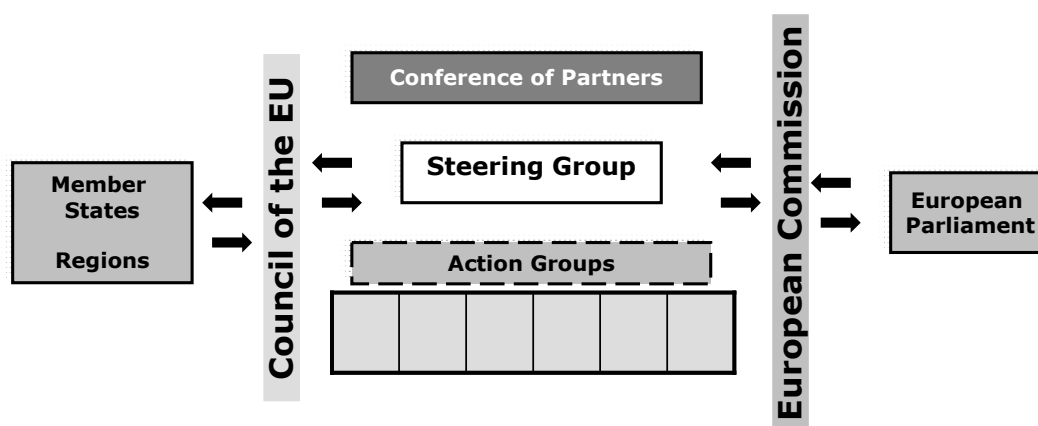 Member
States
Regions
Council of the EU
Conference of Partners
Steering Group
Action Groups
European Commission
European
Parliament